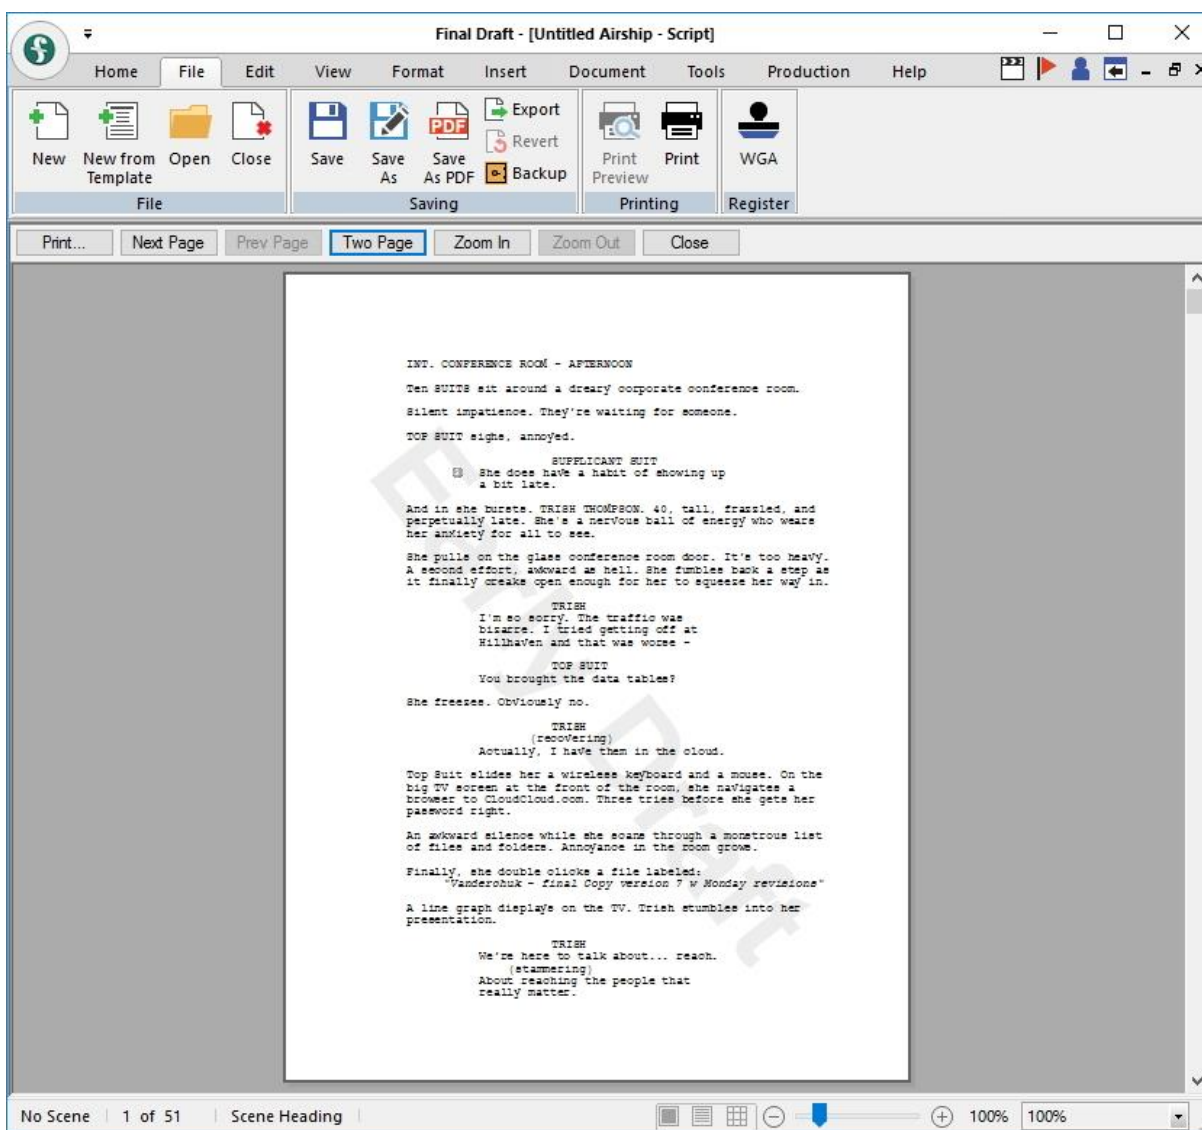 Final Draft - [Untitled Airship - Script]
Home File Edit View Format Insert Document Tools Production Help
New
New from Template
Open
Close
Save
Save As
Save As PDF
Export
Revert
Backup
Print Preview
Print
WGA
File
Saving
Printing
Register
Print... Next Page Prev Page Two Page Zoom In Zoom Out Close
INT. CONFERENCE ROOM - AFTERNOON
Ten SUITS sit around a dreary corporate conference room.
Silent impatience. They're waiting for someone.
TOP SUIT sighs, annoyed.
SUPPLICANT SUIT
She does have a habit of showing up
a bit late.
And in she bursts. TRISH THOMPSON. 40, tall, frazzled, and
perpetually late. She's a nervous ball of energy who wears
her anxiety for all to see.
She pulls on the glass conference room door. It's too heavy.
A second effort, awkward as hell. She fumbles back a step as
it finally creaks open enough for her to squeeze her way in.
TRISH
I'm so sorry. The traffic was
bizarre. I tried getting off at
Hillhaven and that was worse -
TOP SUIT
You brought the data tables?
She freezes. Obviously no.
TRISH
(recovering)
Actually, I have them in the cloud.
Top Suit slides her a wireless keyboard and a mouse. On the
big TV screen at the front of the room, she navigates a
browser to CloudCloud.com. Three tries before she gets her
password right.
An awkward silence while she scans through a monstrous list
of files and folders. Annoyance in the room grows.
Finally, she double clicks a file labeled:
"Vanderchuk - final Copy version 7 w Monday revisions"
A line graph displays on the TV. Trish stumbles into her
presentation.
TRISH
We're here to talk about... reach.
(stammering)
About reaching the people that
really matter.
Early Draft
No Scene 1 of 51 Scene Heading 100% 100%